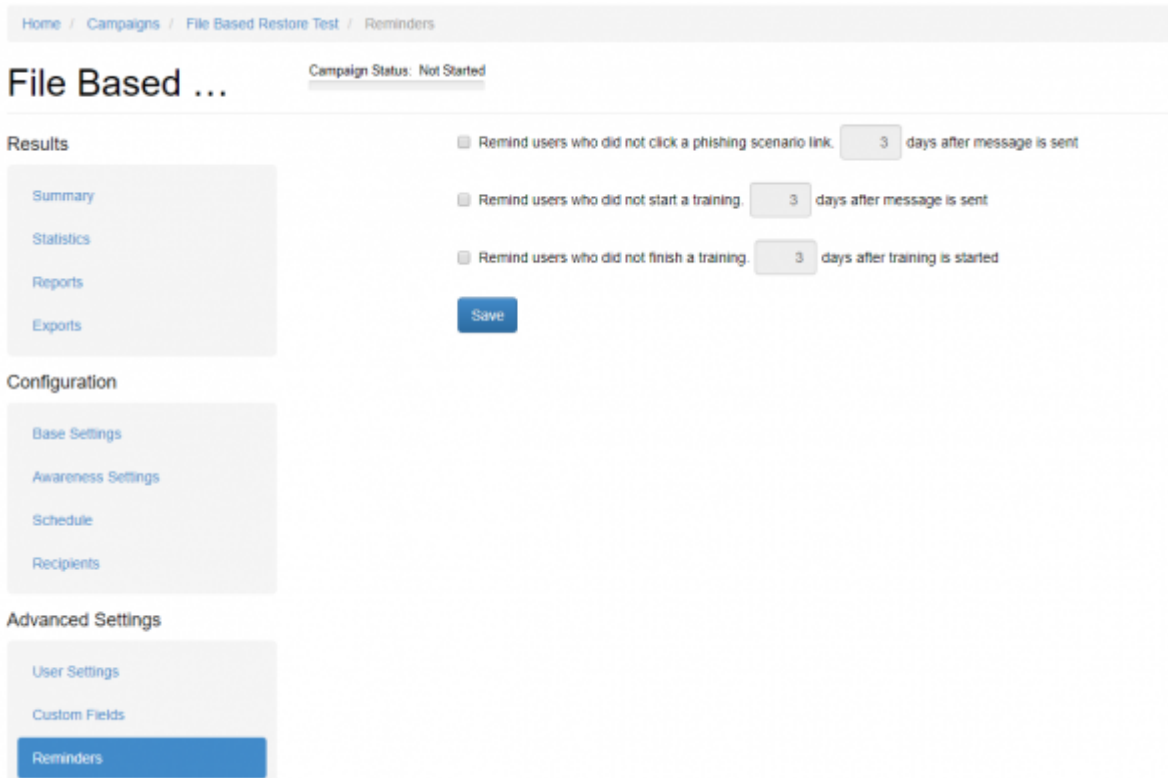 Home / Campaigns / File Based Restore Test / Reminders
File Based ...
Campaign Status: Not Started
Results
Summary
Statistics
Reports
Exports
Configuration
Base Settings
Awareness Settings
Schedule
Recipients
Advanced Settings
User Settings
Custom Fields
Reminders
Remind users who did not click a phishing scenario link. 3 days after message is sent
Remind users who did not start a training. 3 days after message is sent
Remind users who did not finish a training. 3 days after training is started
Save